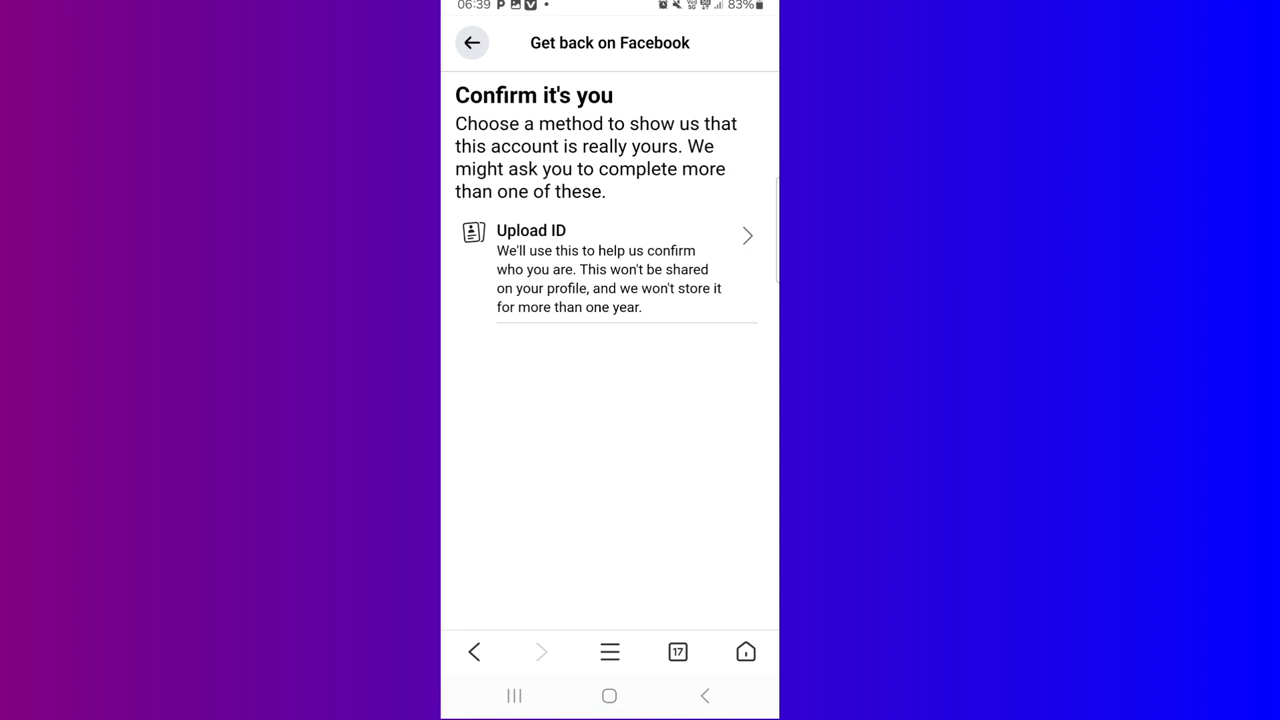 06:39 P V •
83%
Get back on Facebook
Confirm it's you
Choose a method to show us that
this account is really yours. We
might ask you to complete more
than one of these.
Upload ID
We'll use this to help us confirm
who you are. This won't be shared
on your profile, and we won't store it
for more than one year.
17